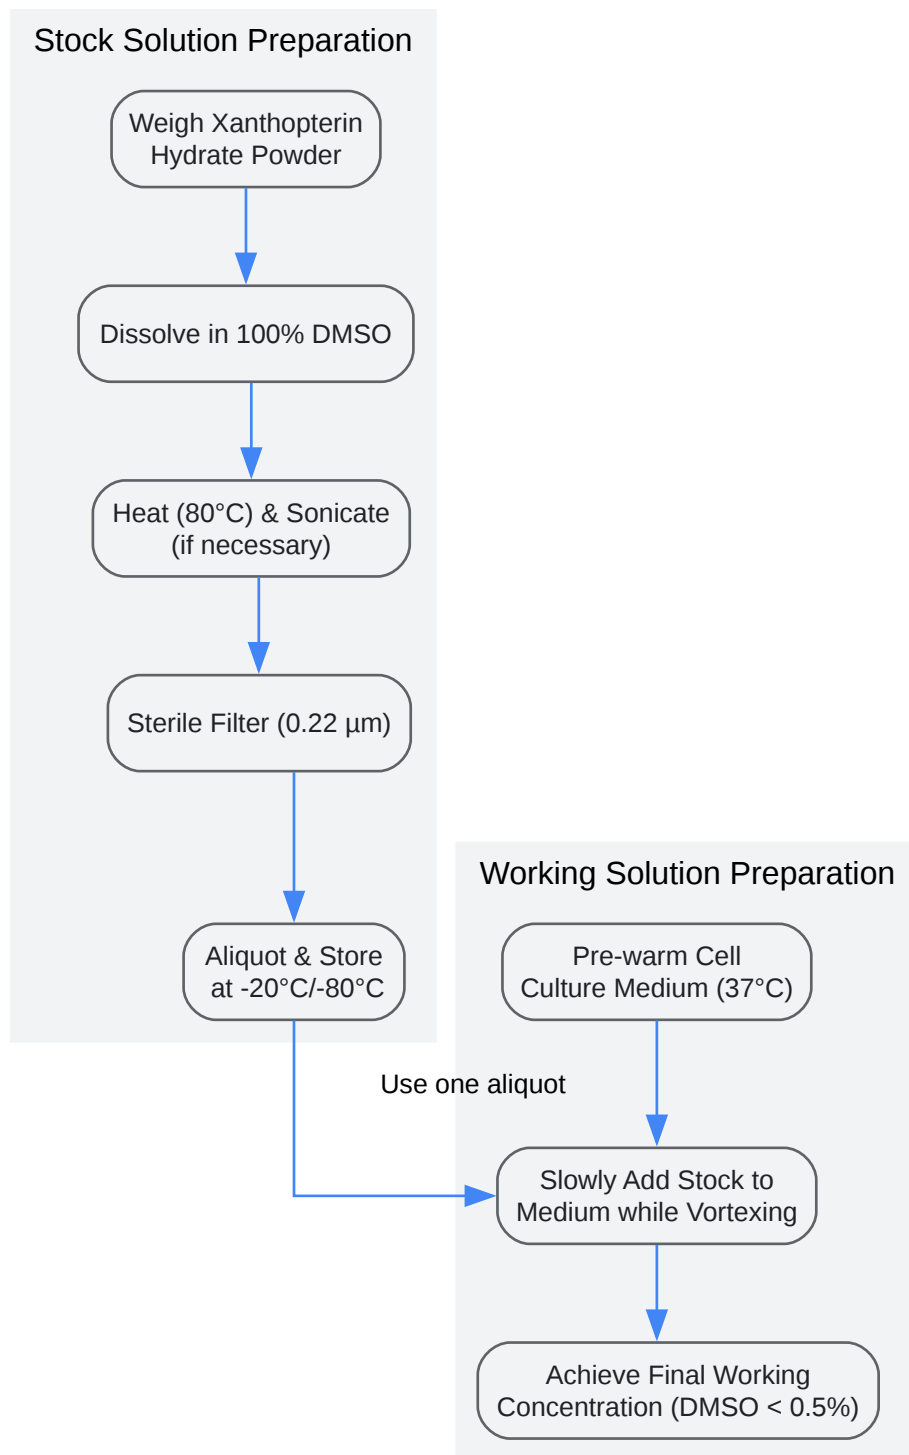 Stock Solution Preparation
Weigh Xanthopterin
Hydrate Powder
Dissolve in 100% DMSO
Heat (80°C) & Sonicate
(if necessary)
Sterile Filter (0.22 µm)
Aliquot & Store
at -20°C/-80°C
Use one aliquot
Working Solution Preparation
Pre-warm Cell
Culture Medium (37°C)
Slowly Add Stock to
Medium while Vortexing
Achieve Final Working
Concentration (DMSO < 0.5%)